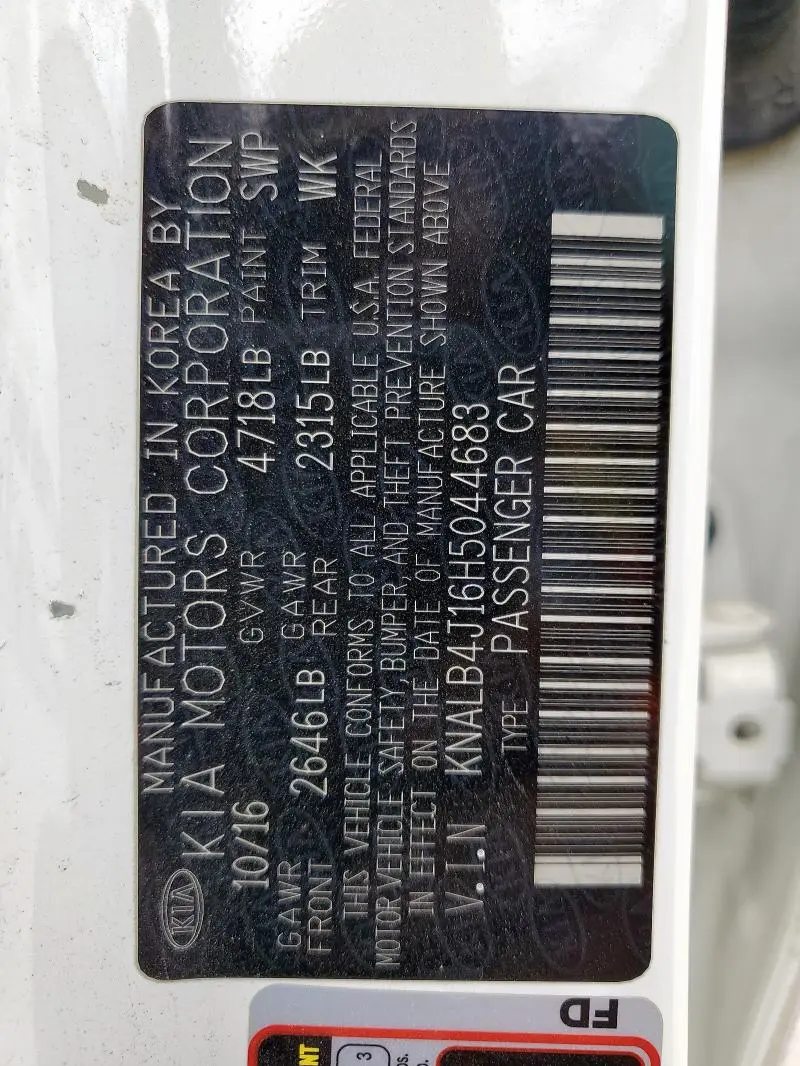 MANUFACTURED IN KOREA BY
KIA KIA MOTORS CORPORATION
10/16 GVWR 4718LB PAINT SWP
GAWR FRONT 2646LB GAWR REAR 2315LB TRIM WK
THIS VEHICLE CONFORMS TO ALL APPLICABLE U.S.A. FEDERAL
MOTOR VEHICLE SAFETY, BUMPER, AND THEFT PREVENTION STANDARDS
IN EFFECT ON THE DATE OF MANUFACTURE SHOWN ABOVE
V.I.N KNALB4J16H5044683
TYPE PASSENGER CAR
FD
3